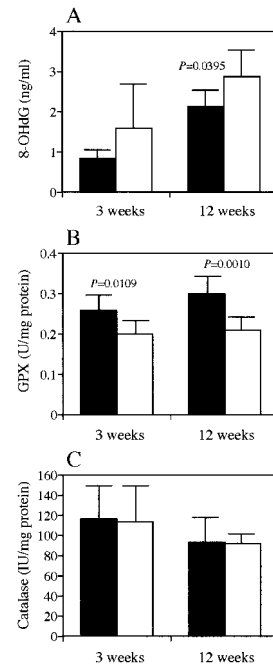 A
8-OHdG (ng/ml)
4
3
2
1
0
P=0.0395
3 weeks
12 weeks
B
GPX (U/mg protein)
0.4
0.3
0.2
0.1
0
P=0.0109
P=0.0010
3 weeks
12 weeks
C
Catalase (IU/mg protein)
160
140
120
100
80
60
40
20
0
3 weeks
12 weeks